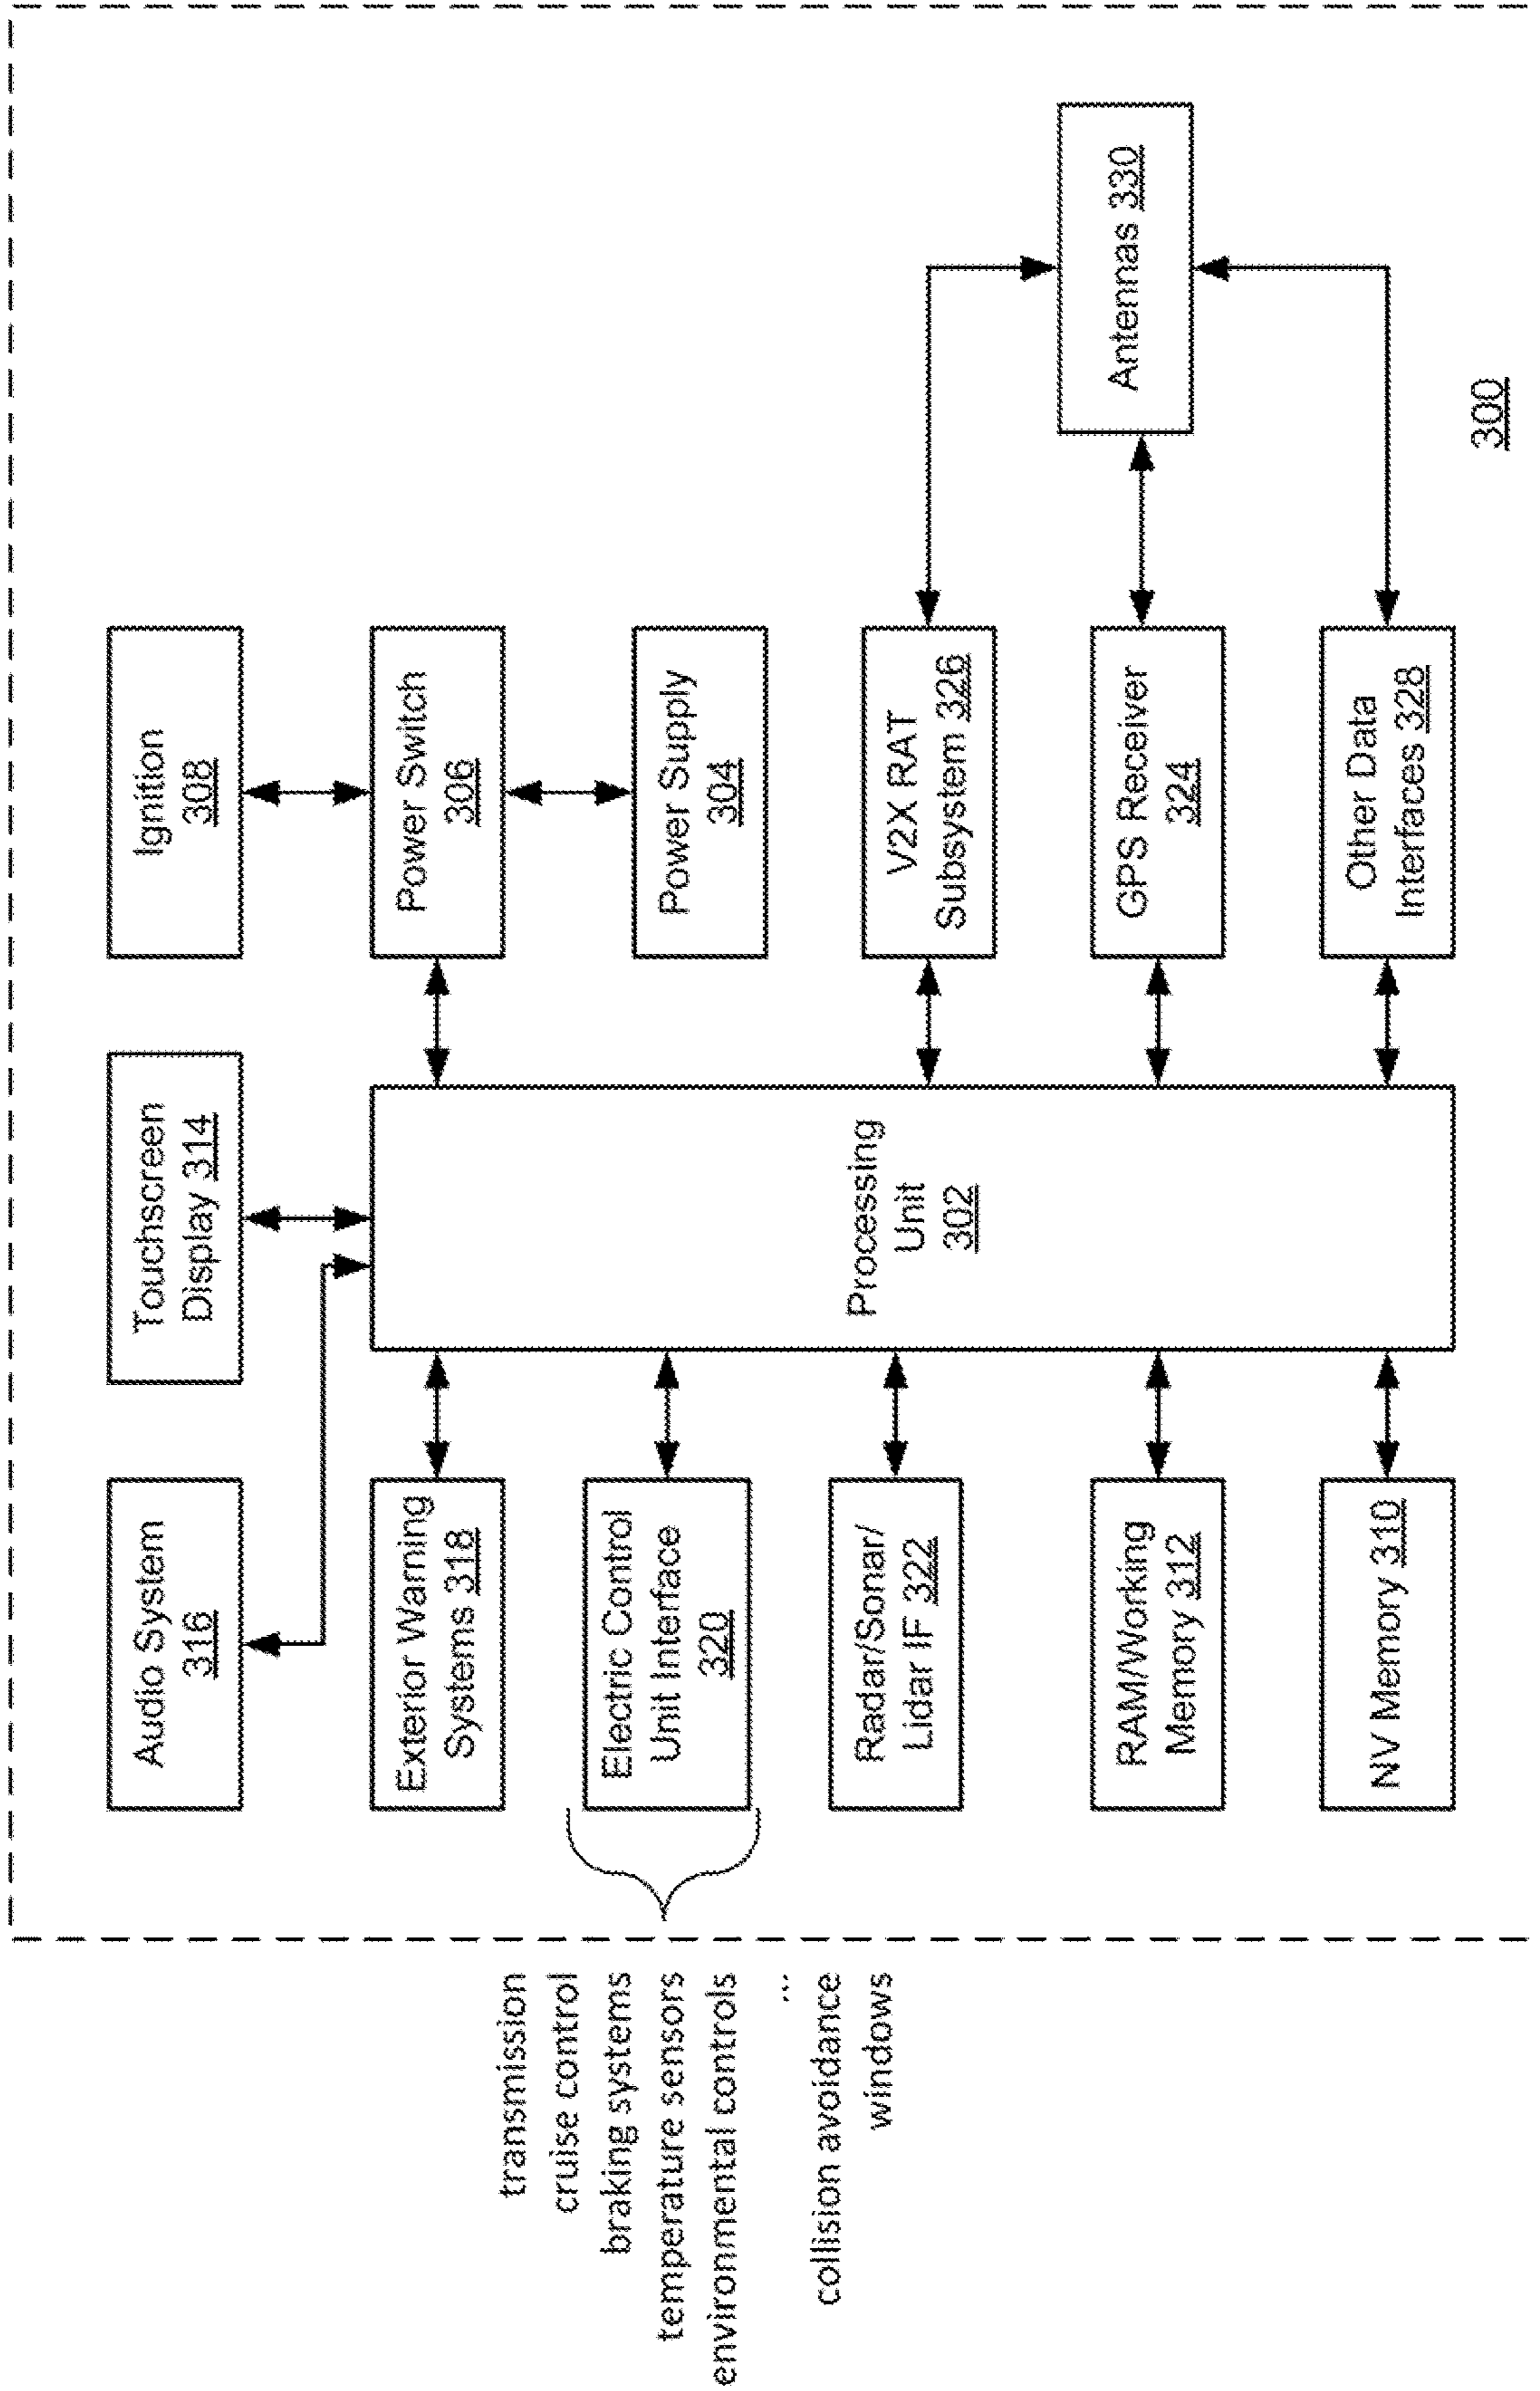 Audio System
316
Touchscreen
Display 314
Ignition
308
Exterior Warning
Systems 318
Power Switch
306
transmission
cruise control
braking systems
temperature sensors
environmental controls
...
collision avoidance
windows
Electric Control
Unit Interface
320
Power Supply
304
Processing
Unit
302
Radar/Sonar/
Lidar IF 322
V2X RAT
Subsystem 326
RAM/Working
Memory 312
GPS Receiver
324
Antennas 330
NV Memory 310
Other Data
Interfaces 328
300